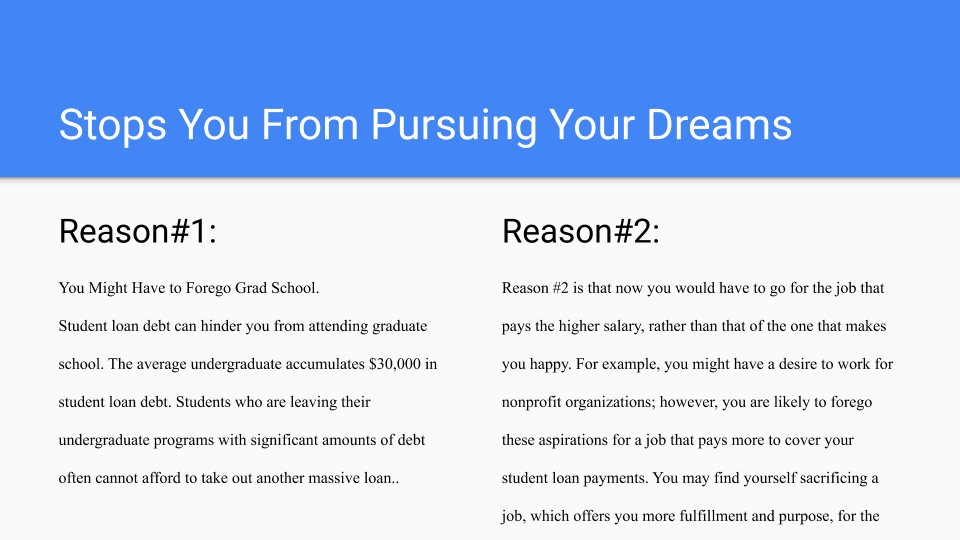 Stops You From Pursuing Your Dreams
Reason#1:
You Might Have to Forego Grad School.
Student loan debt can hinder you from attending graduate
school. The average undergraduate accumulates $30,000 in
student loan debt. Students who are leaving their
undergraduate programs with significant amounts of debt
often cannot afford to take out another massive loan..
Reason#2:
Reason #2 is that now you would have to go for the job that
pays the higher salary, rather than that of the one that makes
you happy. For example, you might have a desire to work for
nonprofit organizations; however, you are likely to forego
these aspirations for a job that pays more to cover your
student loan payments. You may find yourself sacrificing a
job, which offers you more fulfillment and purpose, for the